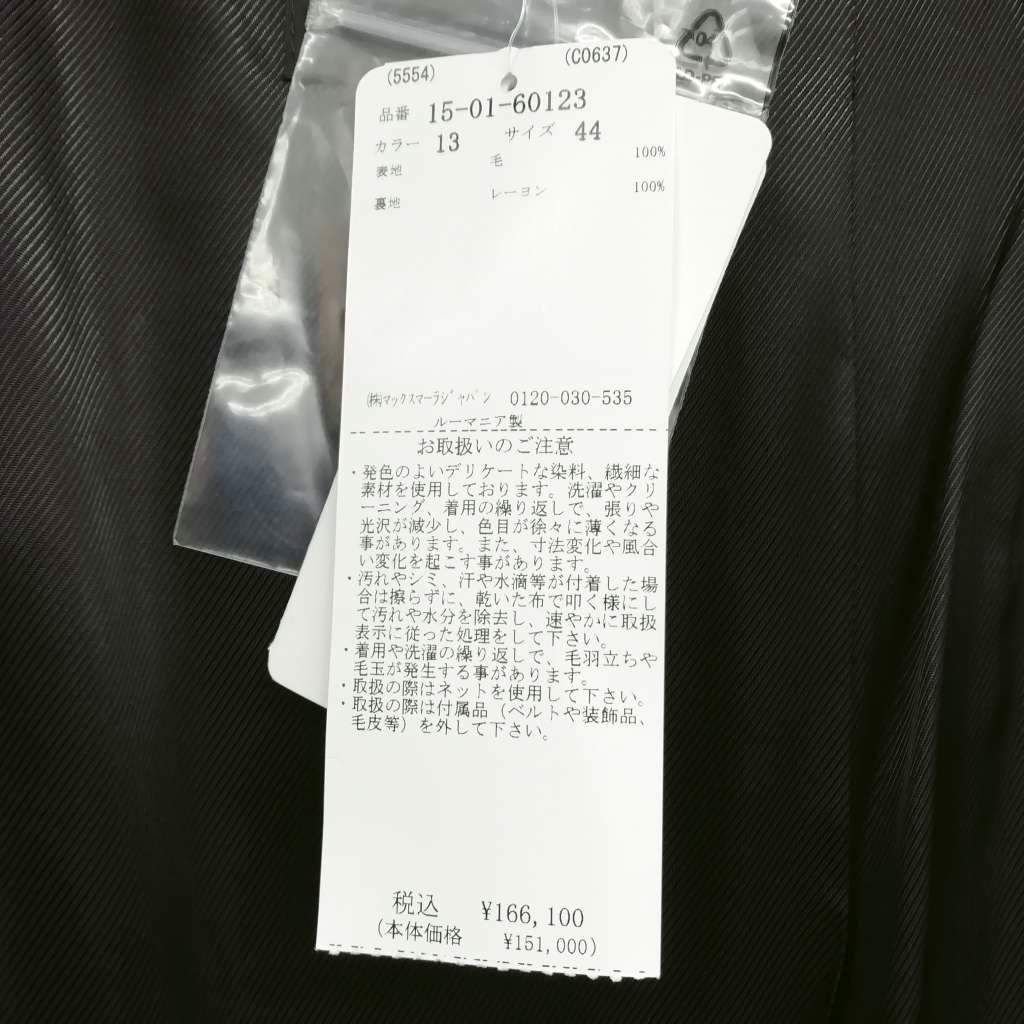 (5554) (C0637)
品番 15-01-60123
カラー 13 サイズ 44
表地 毛 100%
裏地 レーヨン 100%
㈱マックスマーラジャパン 0120-030-535
ルーマニア製
お取扱いのご注意
・発色のよいデリケートな染料、繊細な
素材を使用しております。洗濯やクリ
ーニング、着用の繰り返しで、張りや
光沢が減少し、色目が徐々に薄くなる
事があります。また、寸法変化や風合
い変化を起こす事があります。
・汚れやシミ、汗や水滴等が付着した場
合は擦らずに、乾いた布で叩く様にし
て汚れや水分を除去し、速やかに取扱
表示に従った処理をして下さい。
・着用や洗濯の繰り返しで、毛羽立ちや
毛玉が発生する事があります。
・取扱の際はネットを使用して下さい。
・取扱の際は付属品（ベルトや装飾品、
毛皮等）を外して下さい。
税込 ¥166,100
(本体価格 ¥151,000)